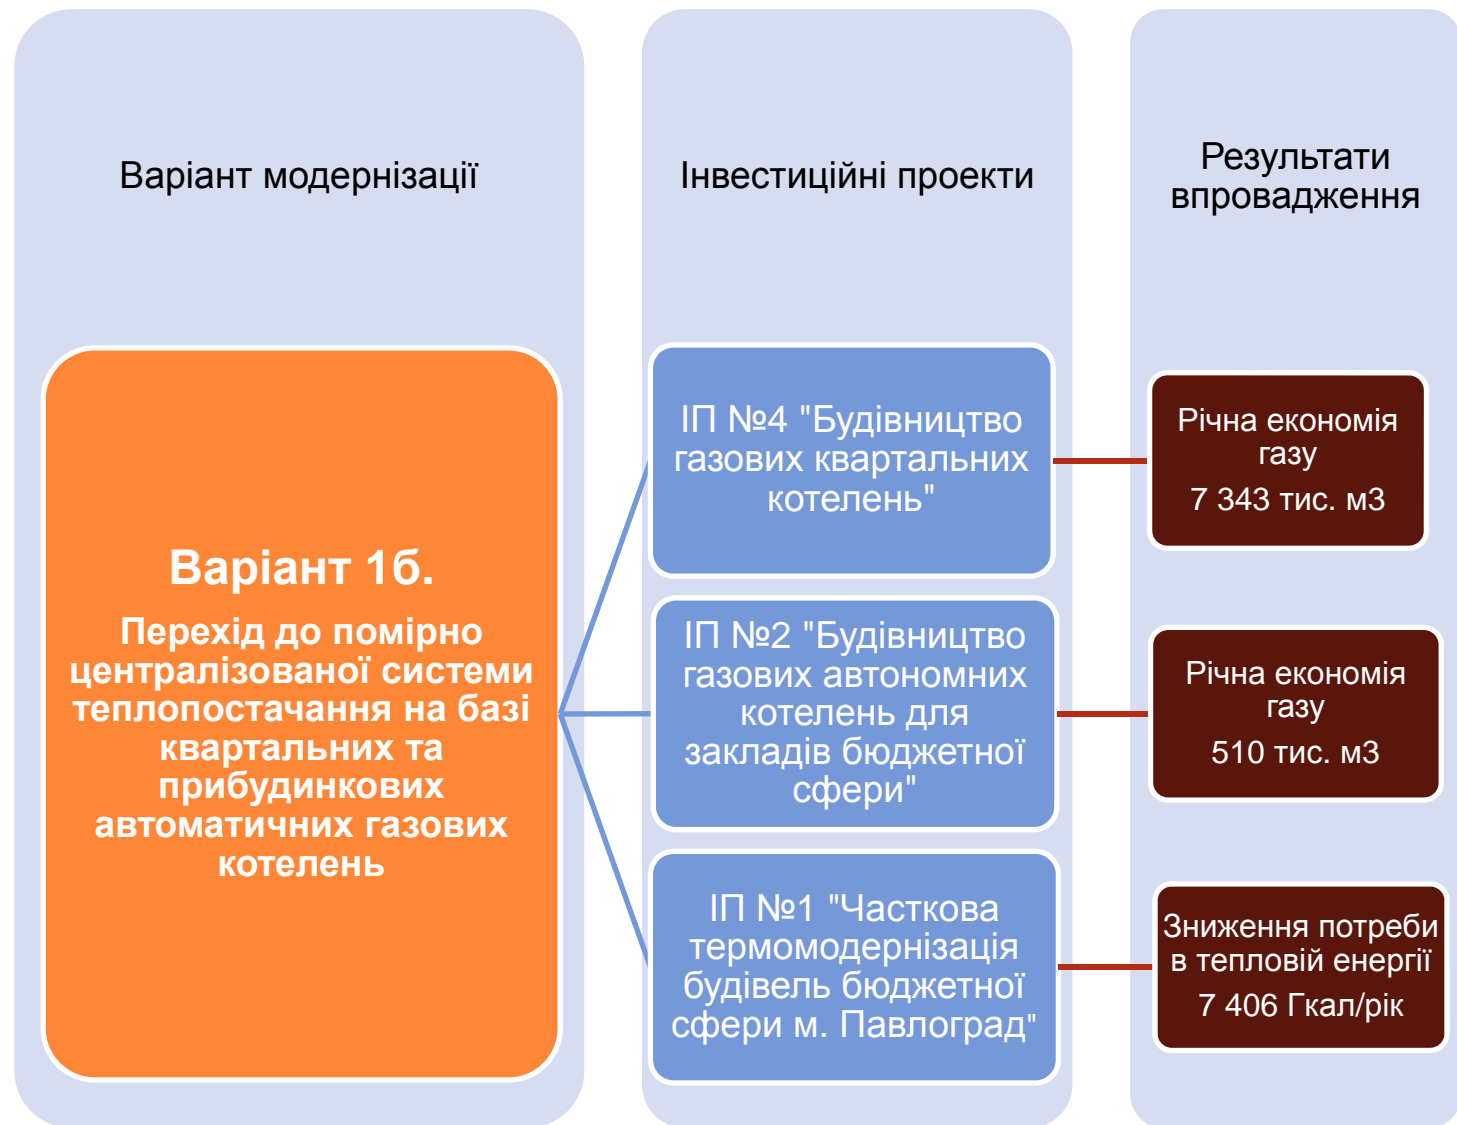 Варіант модернізації
Інвестиційні проекти
Результати
впровадження
Варіант 1б.
Перехід до помірно
централізованої системи
теплопостачання на базі
квартальних та
прибудинкових
автоматичних газових
котелень
ІП №4 "Будівництво
газових квартальних
котелень"
Річна економія
газу
7 343 тис. м3
ІП №2 "Будівництво
газових автономних
котелень для
закладів бюджетної
сфери"
Річна економія
газу
510 тис. м3
ІП №1 "Часткова
термомодернізація
будівель бюджетної
сфери м. Павлоград"
Зниження потреби
в тепловій енергії
7 406 Гкал/рік